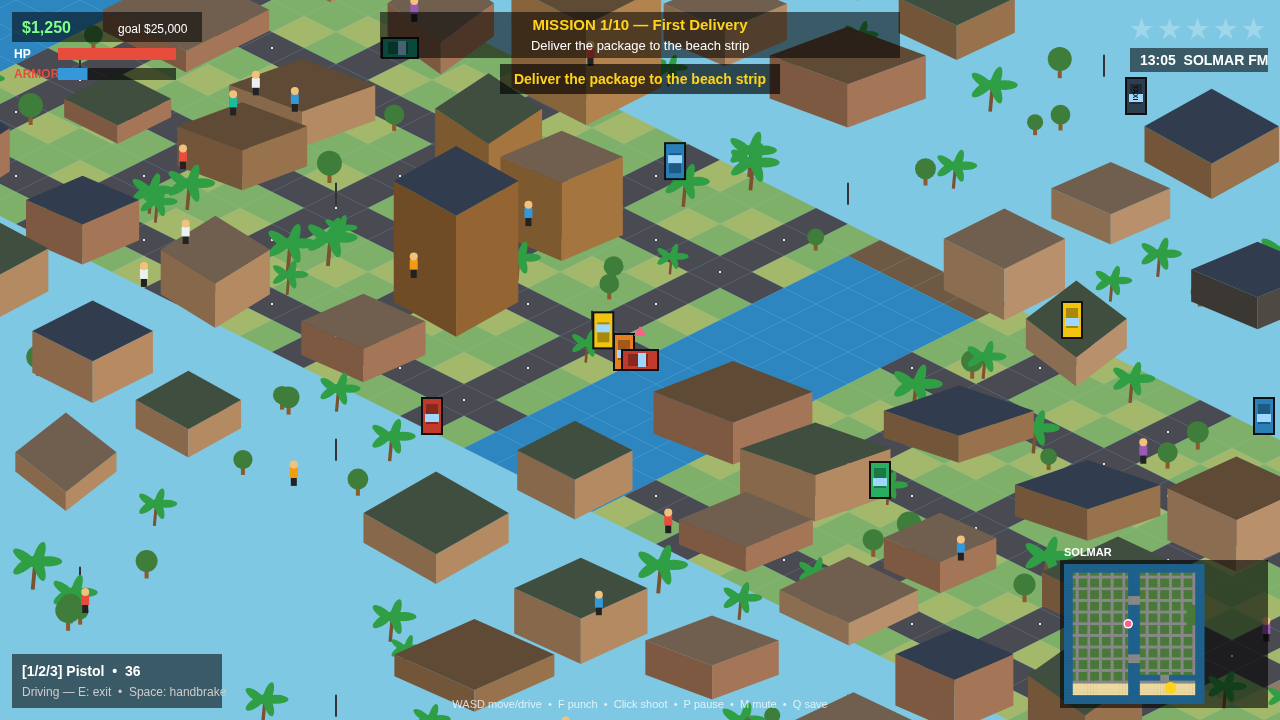 $1,250 goal $25,000
HP
ARMOR
MISSION 1/10 — First Delivery
Deliver the package to the beach strip
Deliver the package to the beach strip
★★★★★
13:05 SOLMAR FM
SOLMAR
[1/2/3] Pistol • 36
Driving — E: exit • Space: handbrake
WASD move/drive • F punch • Click shoot • P pause • M mute • Q save